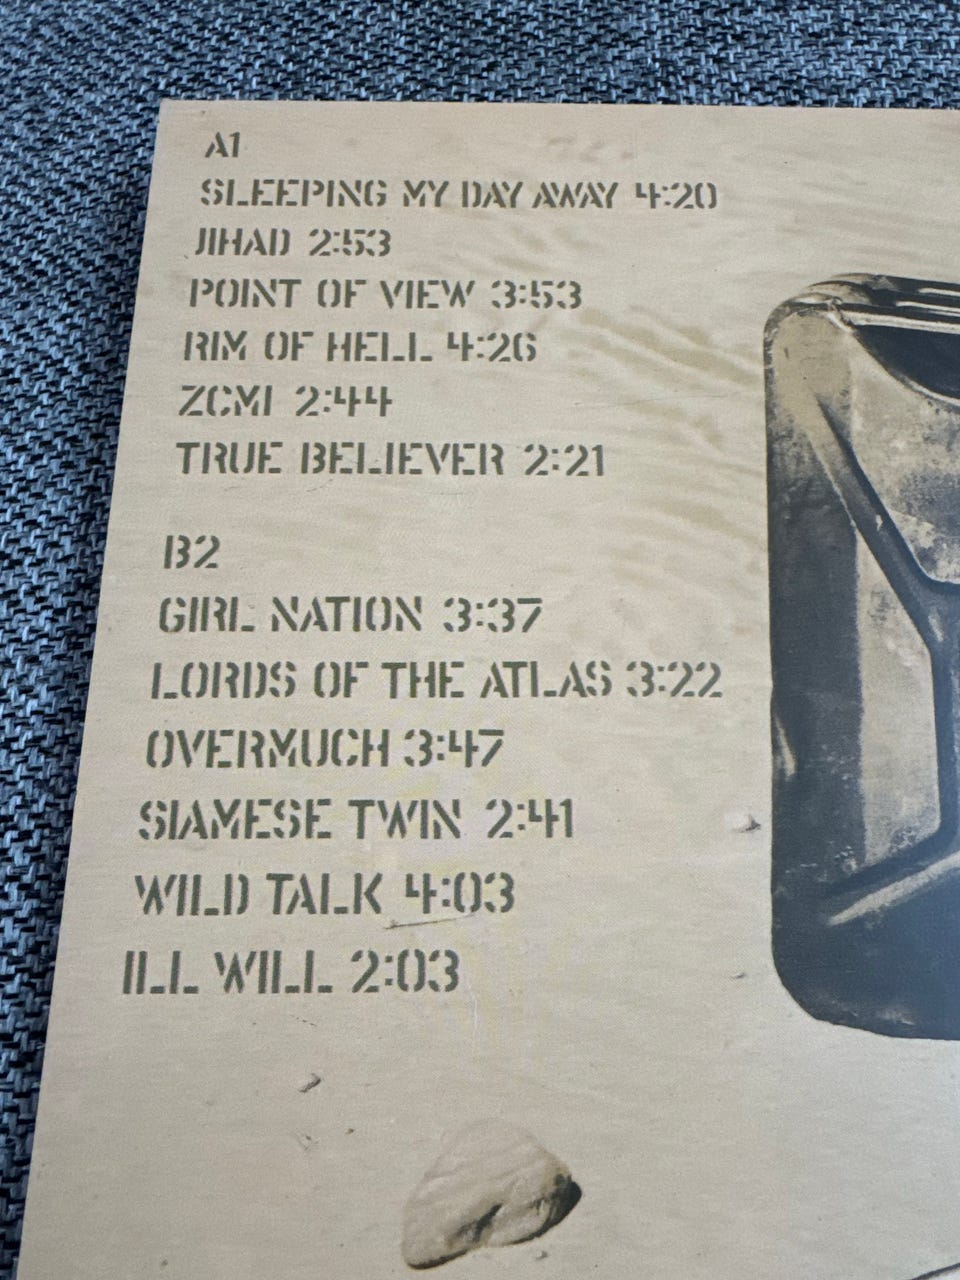 A1
SLEEPING MY DAY AWAY 4:20
JIHAD 2:53
POINT OF VIEW 3:53
RIM OF HELL 4:26
ZCMI 2:44
TRUE BELIEVER 2:21
B2
GIRL NATION 3:37
LORDS OF THE ATLAS 3:22
OVERMUCH 3:47
SIAMESE TWIN 2:41
WILD TALK 4:03
ILL WILL 2:03